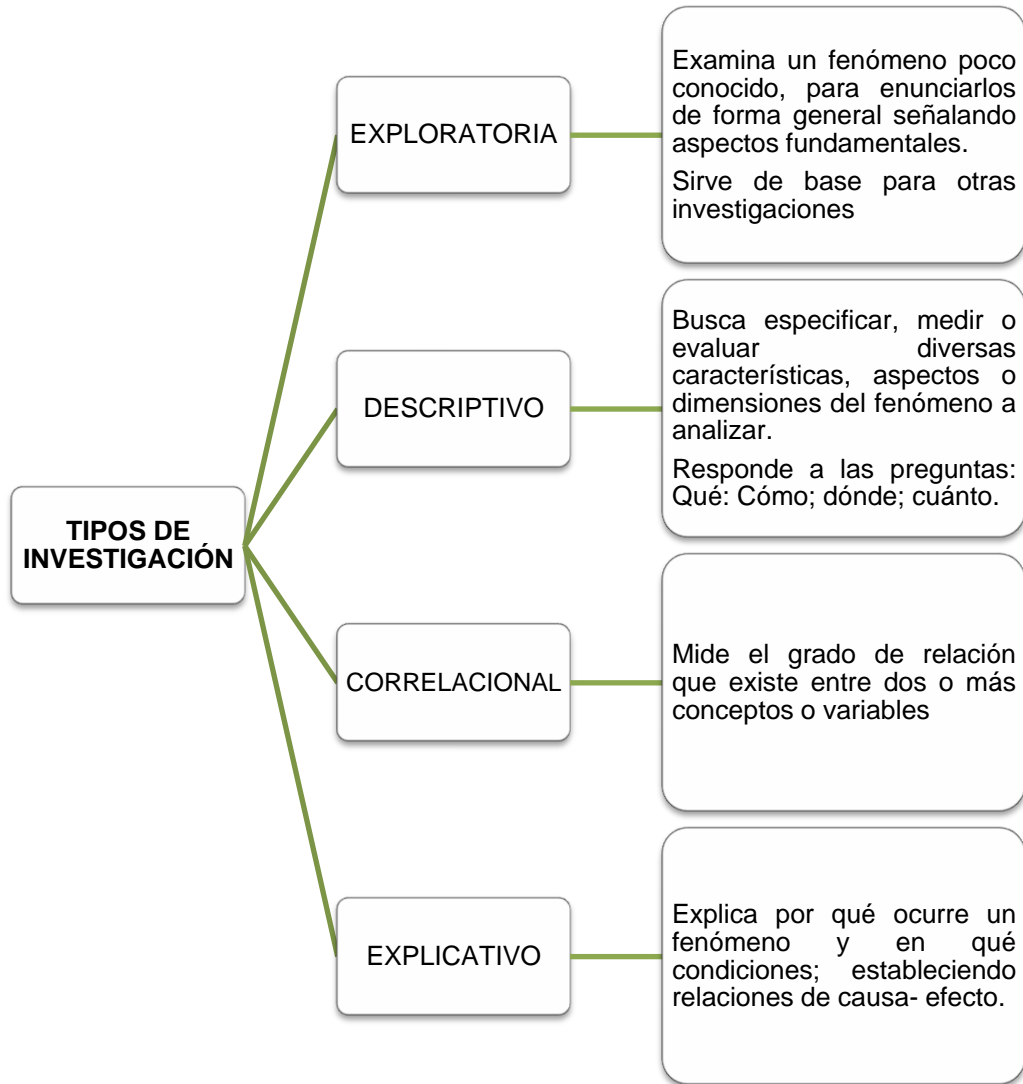 TIPOS DE
INVESTIGACIÓN
EXPLORATORIA
Examina un fenómeno poco
conocido, para enunciarlos
de forma general señalando
aspectos fundamentales.
Sirve de base para otras
investigaciones
DESCRIPTIVO
Busca especificar, medir o
evaluar diversas
características, aspectos o
dimensiones del fenómeno a
analizar.
Responde a las preguntas:
Qué: Cómo; dónde; cuánto.
CORRELACIONAL
Mide el grado de relación
que existe entre dos o más
conceptos o variables
EXPLICATIVO
Explica por qué ocurre un
fenómeno y en qué
condiciones; estableciendo
relaciones de causa- efecto.